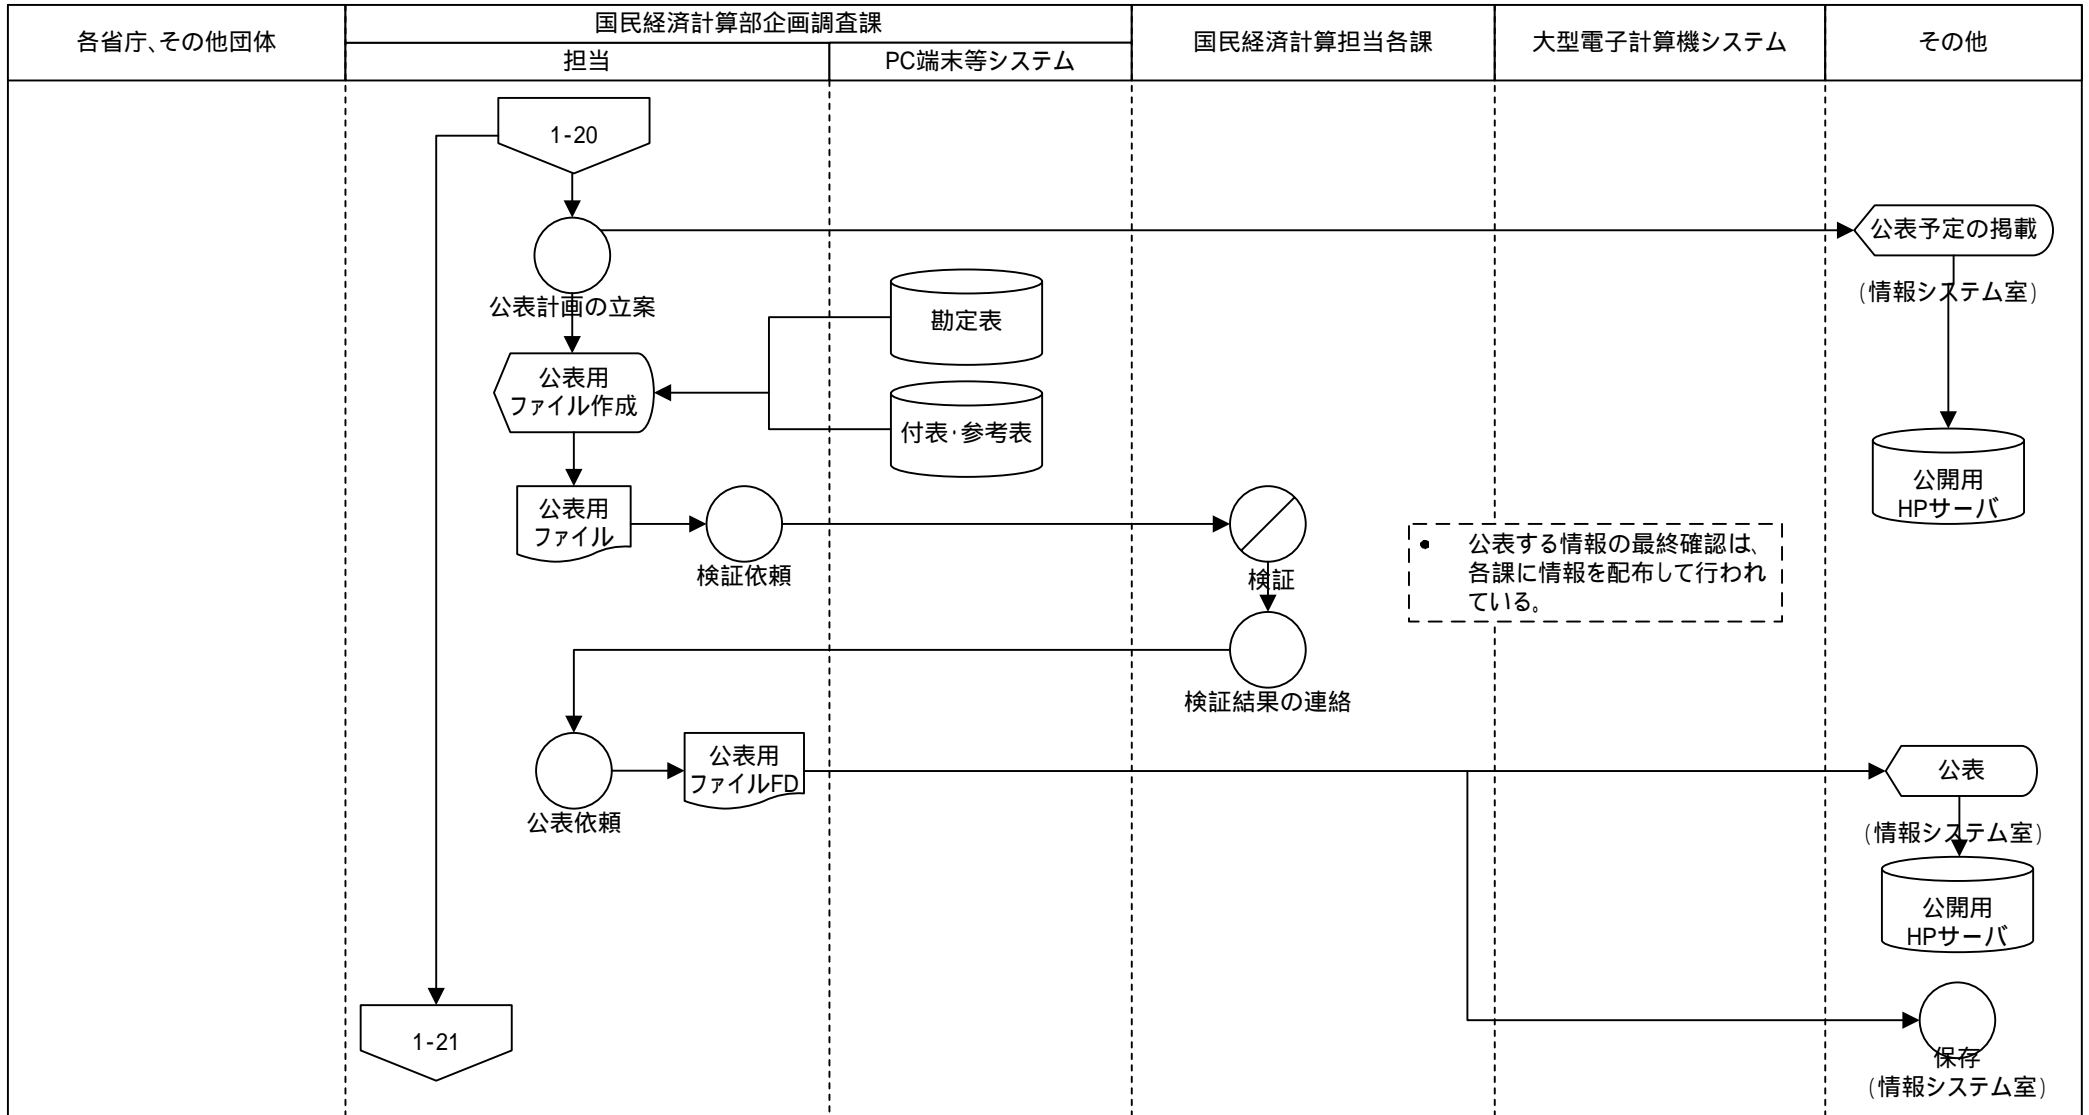 各省庁、その他団体
国民経済計算部企画調査課
担当
PC端末等システム
国民経済計算担当各課
大型電子計算機システム
その他
1-20
公表予定の掲載
(情報システム室)
公表計画の立案
勘定表
公表用
ファイル作成
付表・参考表
公開用
HPサーバ
公表用
ファイル
検証依頼
検証
• 公表する情報の最終確認は、
各課に情報を配布して行われ
ている。
検証結果の連絡
公表依頼
公表用
ファイルFD
公表
(情報システム室)
公開用
HPサーバ
1-21
保存
(情報システム室)